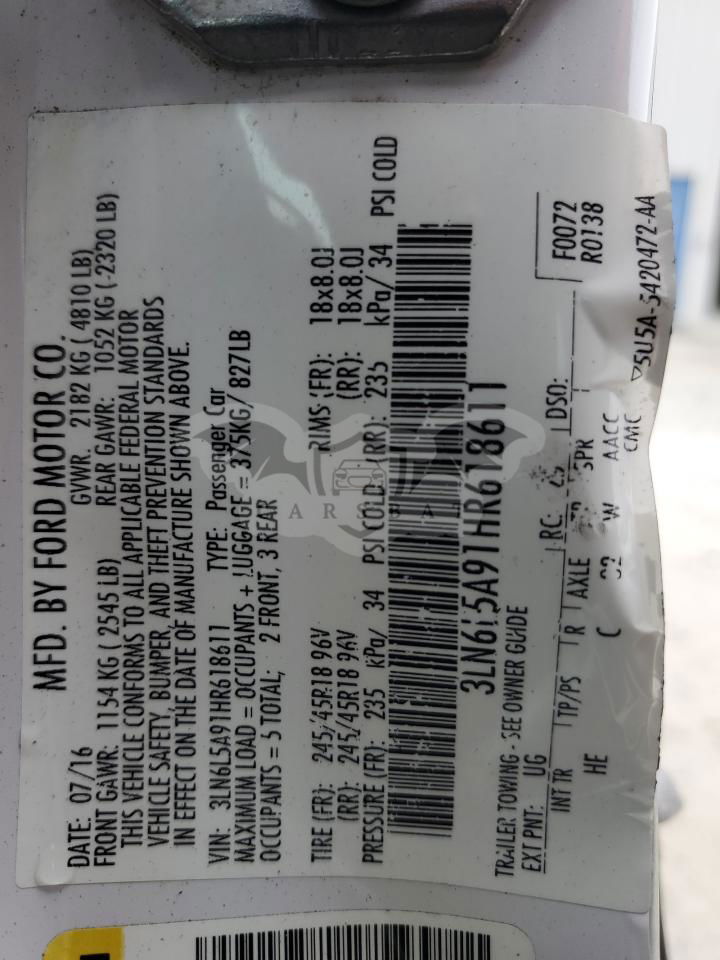 MFD. BY FORD MOTOR CO.
DATE: 07/16 GVWR: 2182 KG ( 4810 LB)
FRONT GAWR: 1154 KG ( 2545 LB) REAR GAWR: 1052 KG (-2320 LB)
THIS VEHICLE CONFORMS TO ALL APPLICABLE FEDERAL MOTOR
VEHICLE SAFETY, BUMPER, AND THEFT PREVENTION STANDARDS
IN EFFECT ON THE DATE OF MANUFACTURE SHOWN ABOVE.
VIN: 3LN6L5A91HR618611 TYPE: Passenger Car
MAXIMUM LOAD = OCCUPANTS + LUGGAGE = 375KG/ 827LB
OCCUPANTS = 5 TOTAL; 2 FRONT, 3 REAR
TIRE (FR): 245/45R18 96V RIMS (FR): 18x8.0J
(RR): 245/45R18 96V (RR): 18x8.0J
PRESSURE (FR): 235 kPa/ 34 PSI COLD (RR): 235 kPa/ 34 PSI COLD
3LN6L5A91HR618611
TRAILER TOWING - SEE OWNER GUIDE
EXT PNT: UG RC: DSO: F0072
R0138
INT TR TP/PS R AXLE TR SPR
HE C W AACC
CMC
5U5A-5420472-AA
CARS BAT